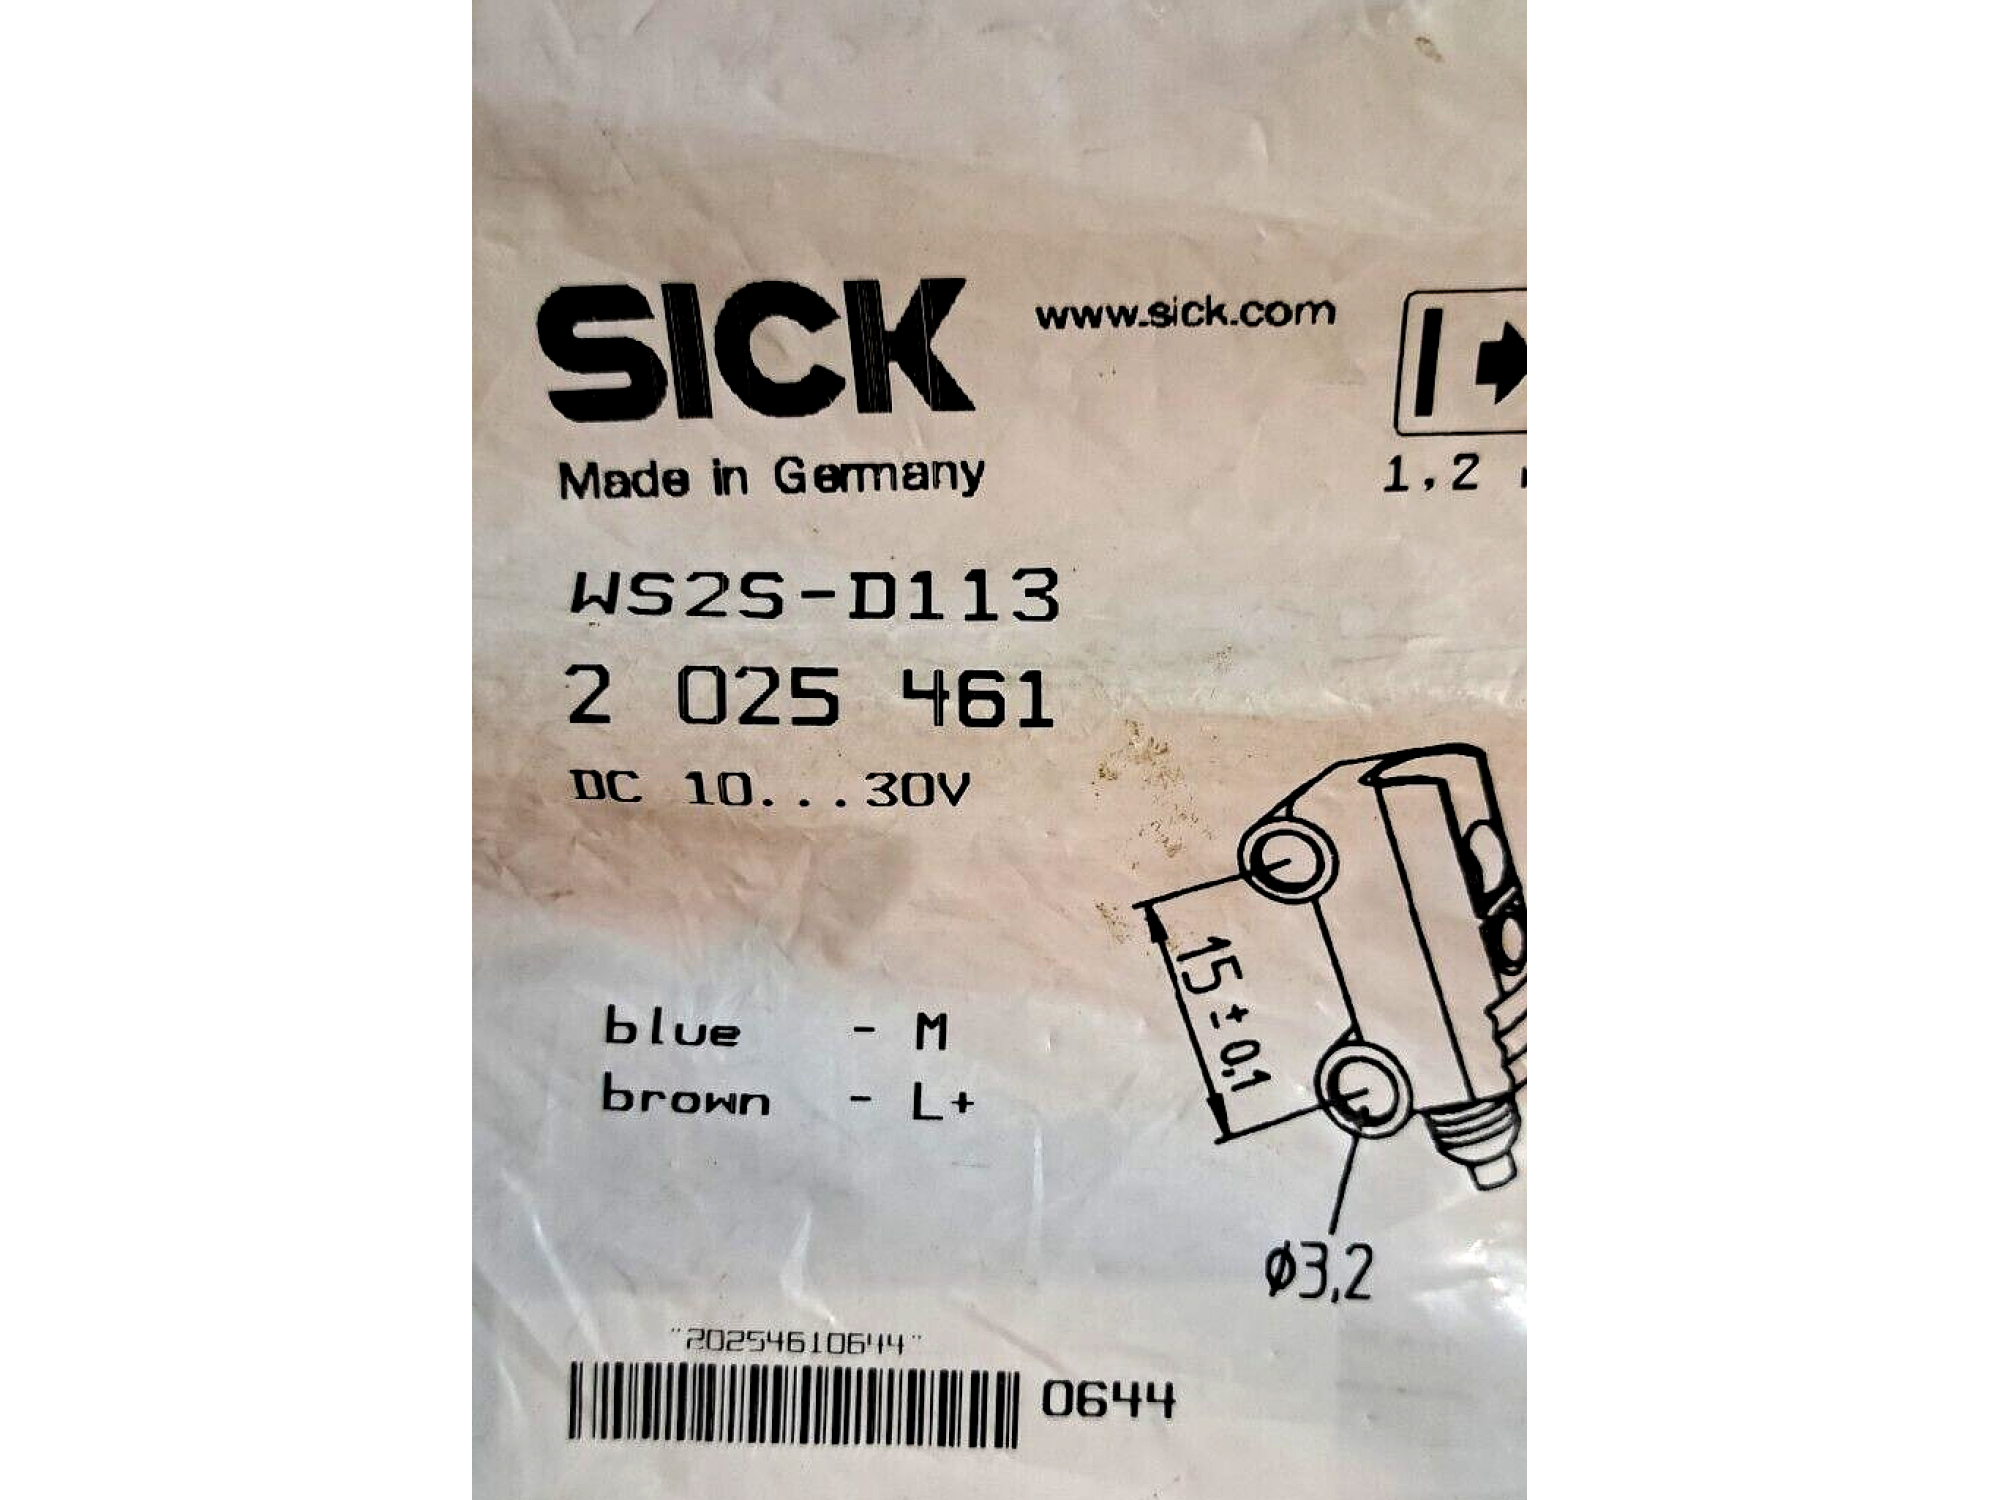 SICK www.sick.com
Made in Germany
1,2
WS2S-D113
2 025 461
DC 10...30V
15 ± 0,1
blue - M
brown - L+
ø3,2
"20254610644"
0644